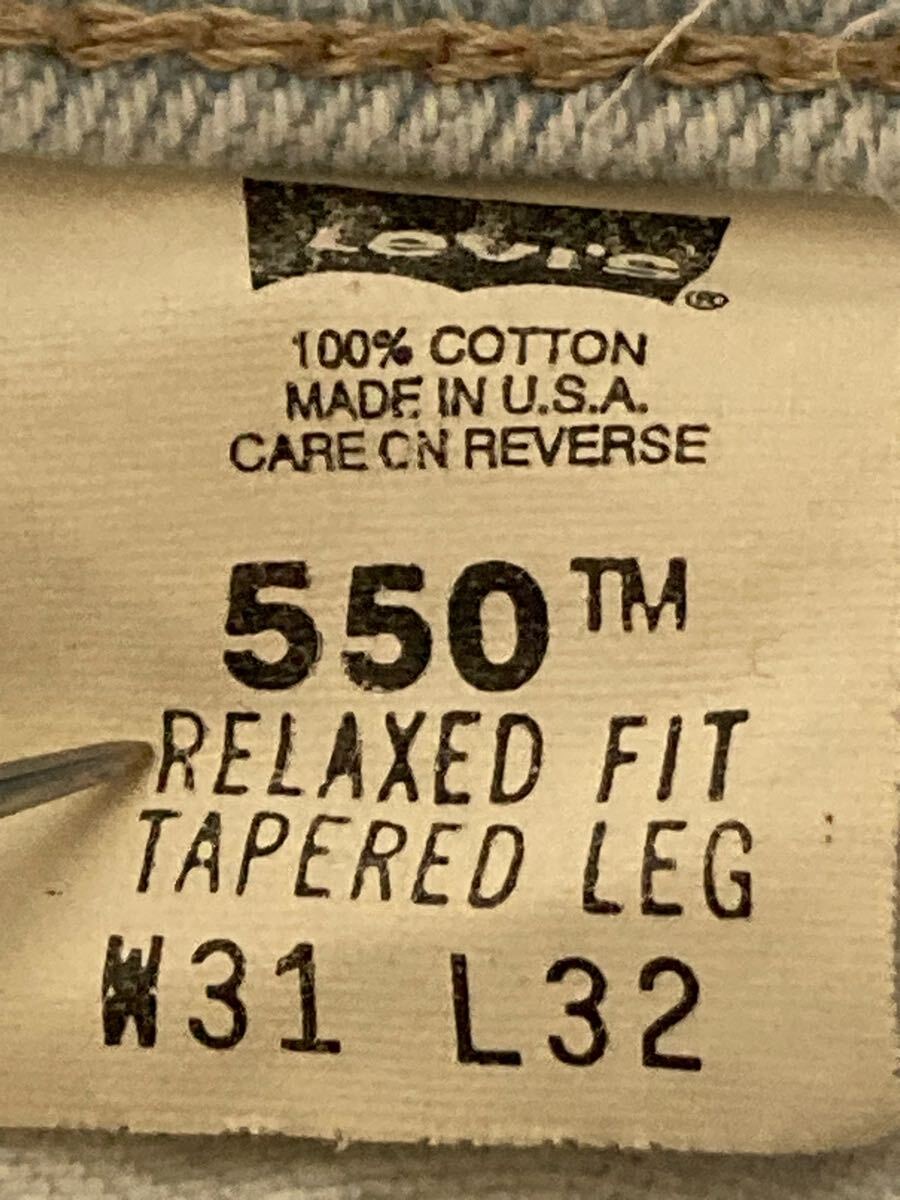 Levi's
100% COTTON
MADE IN U.S.A.
CARE ON REVERSE
550™
RELAXED FIT
TAPERED LEG
W31 L32